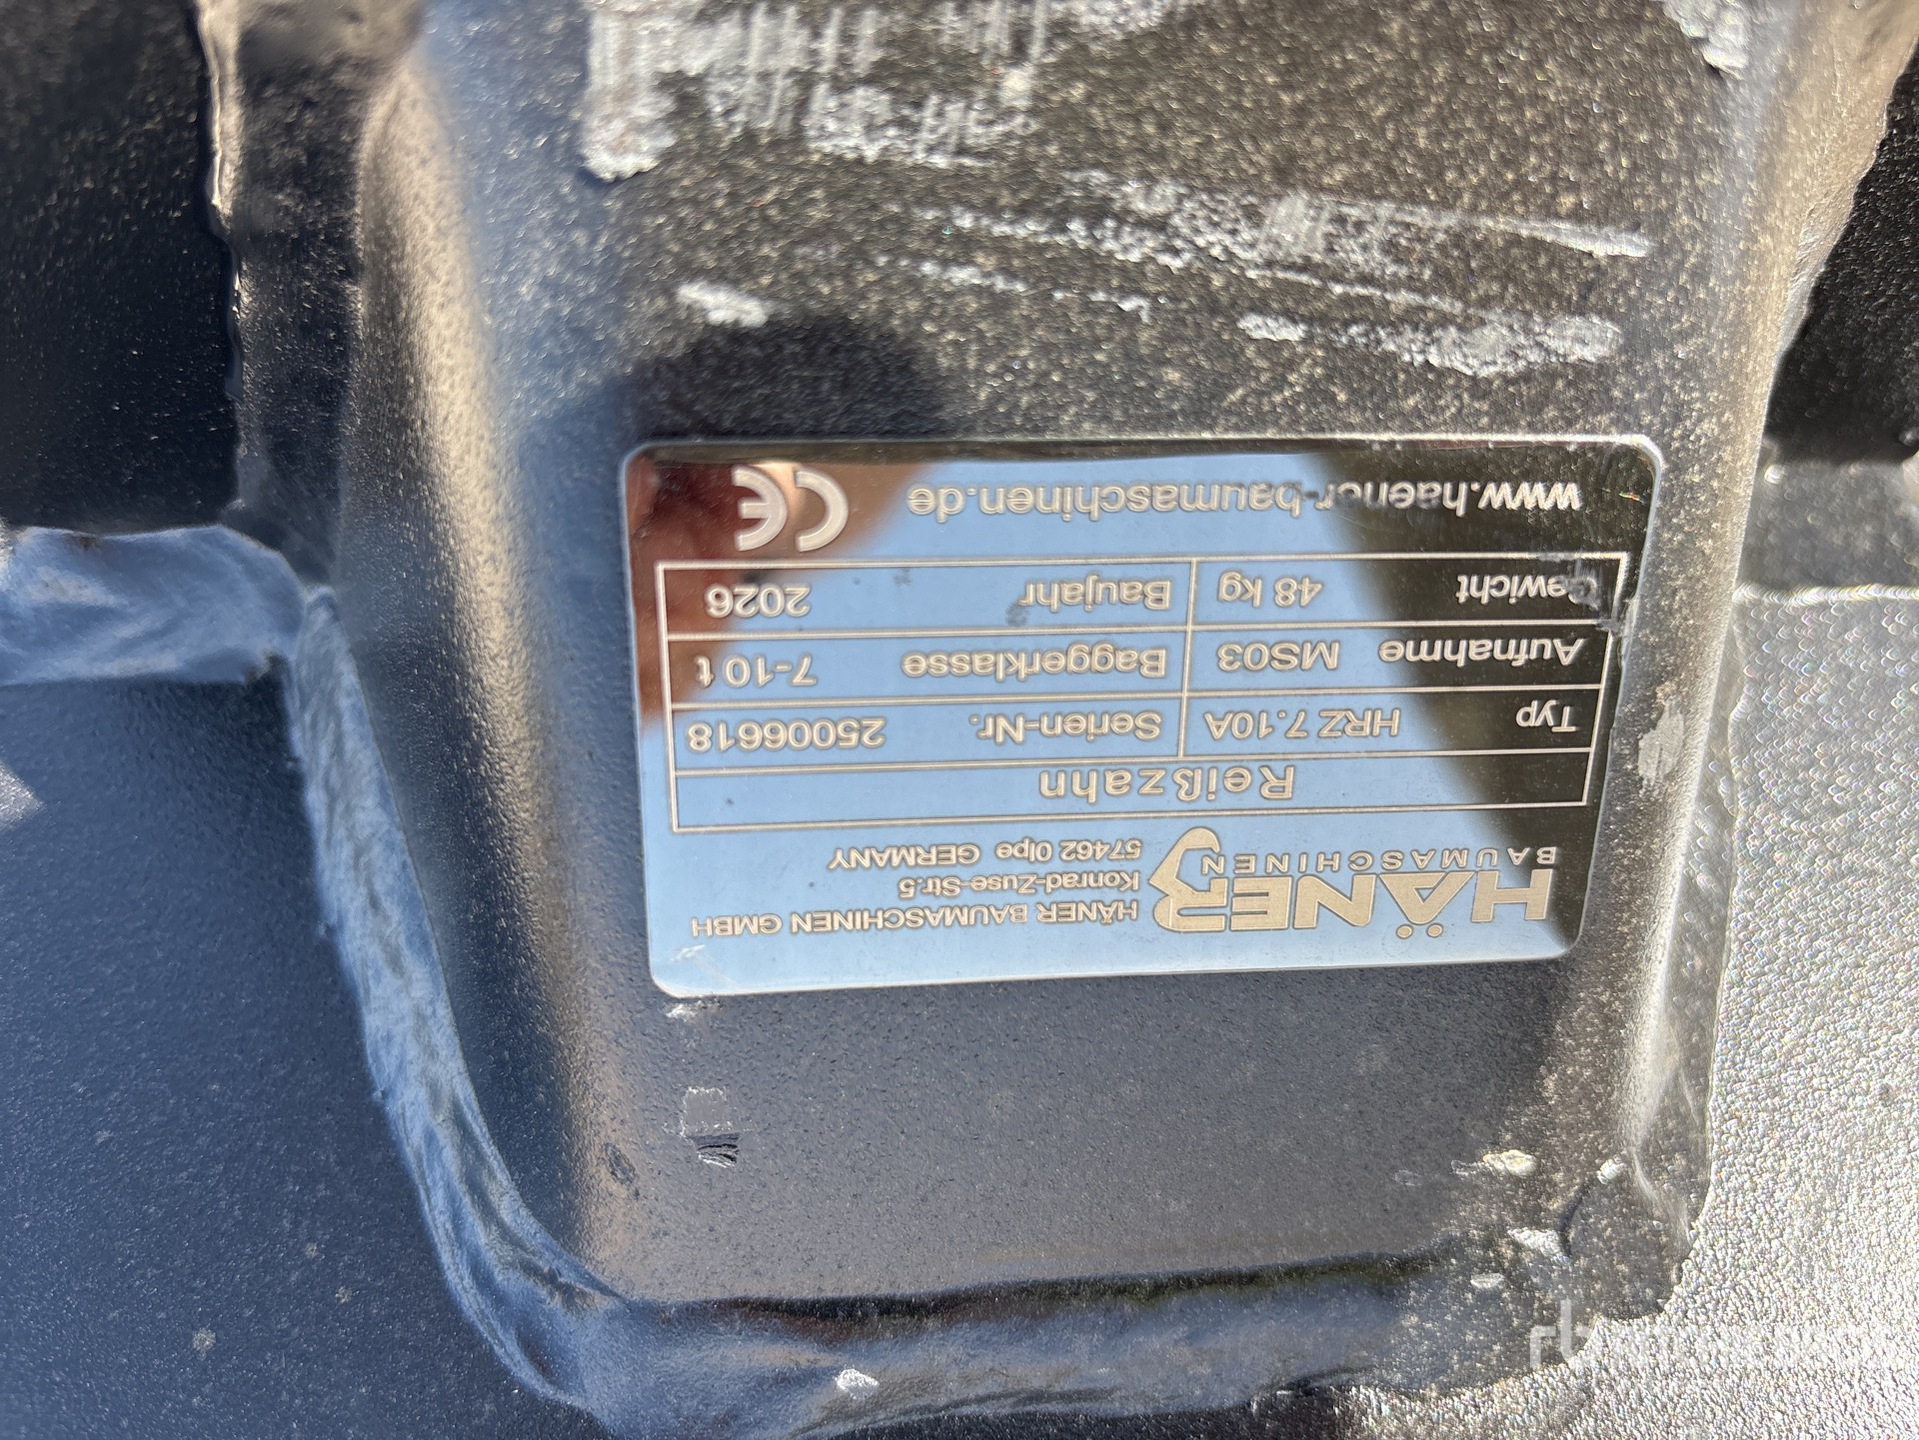 HÄNER
BAUMASCHINEN
HÄNER BAUMASCHINEN GMBH
Konrad-Zuse-Str.5
57462 Olpe GERMANY
Reißzahn
Typ HRZ 7.10A Serien-Nr. 25006618
Aufnahme MS03 Baggerklasse 7-10 t
Gewicht 48 kg Baujahr 2026
www.haener-baumaschinen.de CE